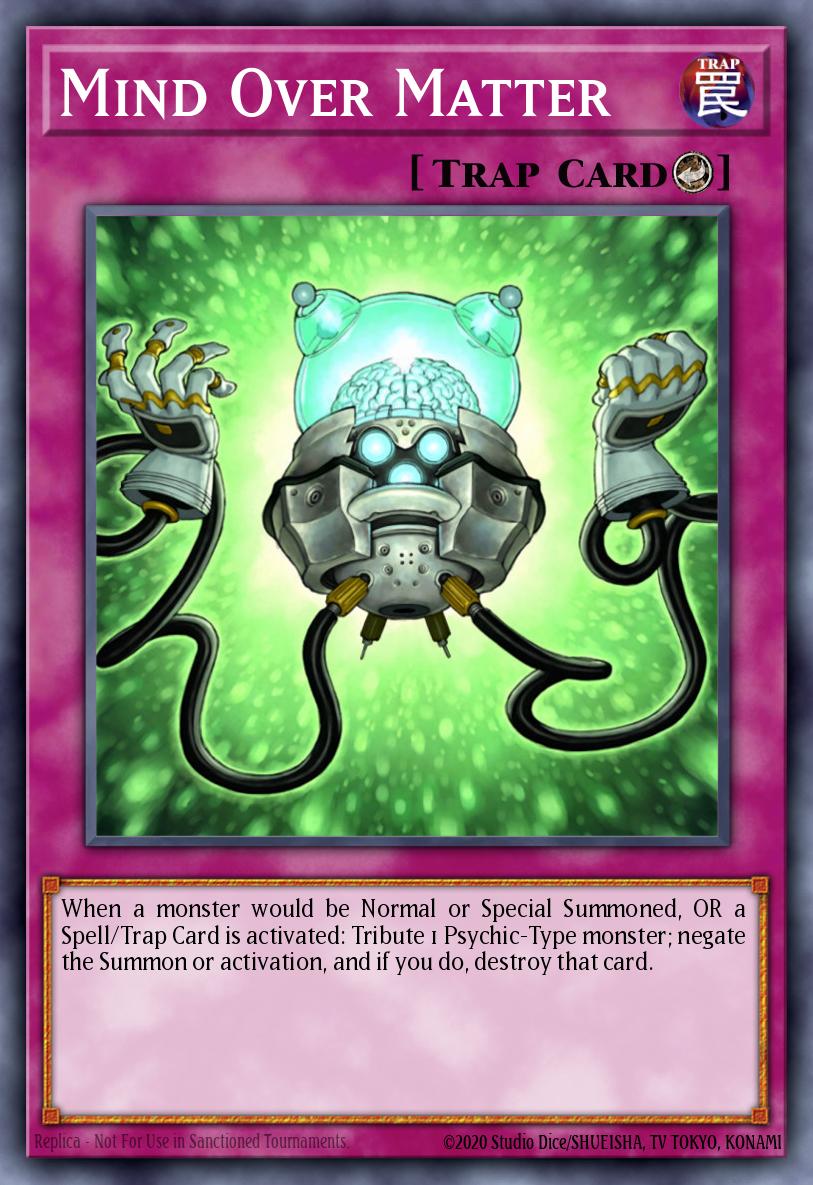 Mind Over Matter
TRAP
罠
[ Trap Card ]
When a monster would be Normal or Special Summoned, OR a
Spell/Trap Card is activated: Tribute 1 Psychic-Type monster; negate
the Summon or activation, and if you do, destroy that card.
Replica - Not For Use in Sanctioned Tournaments.
©2020 Studio Dice/SHUEISHA, TV TOKYO, KONAMI